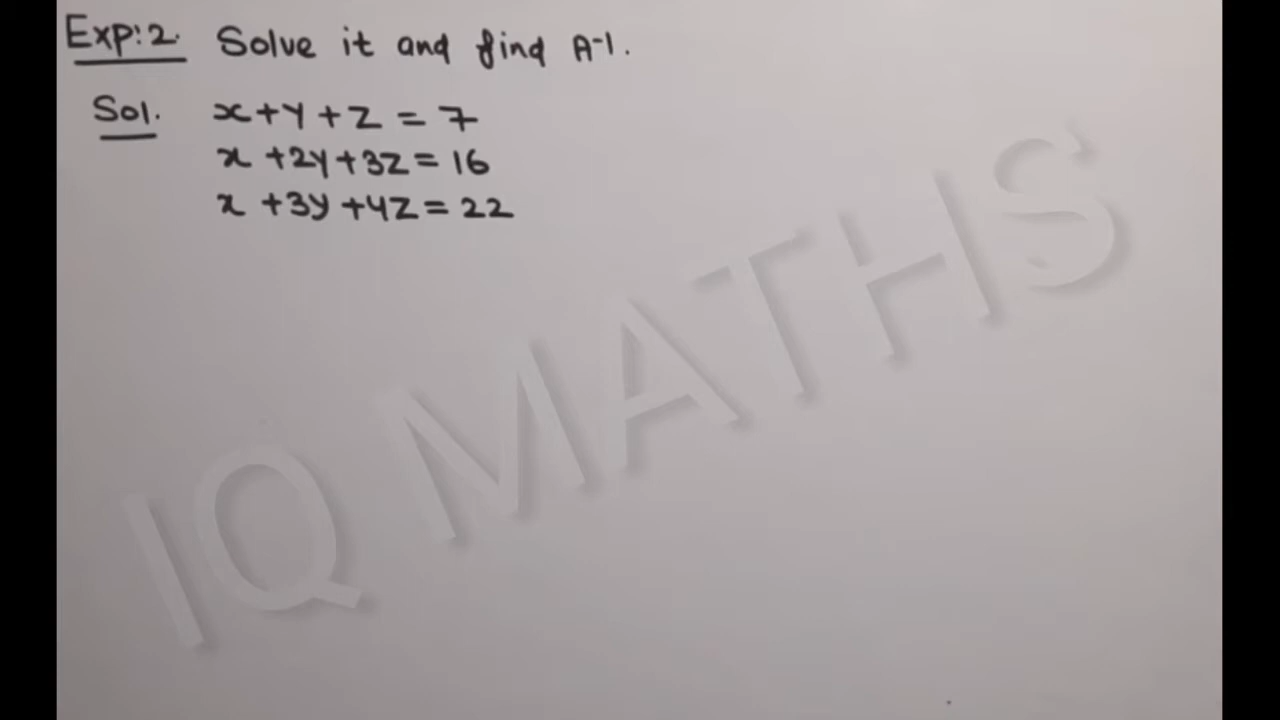 Exp:2. Solve it and find A-1.
Sol. x+y+z = 7
x +2y+3z = 16
x +3y +4z = 22
IQ MATHS